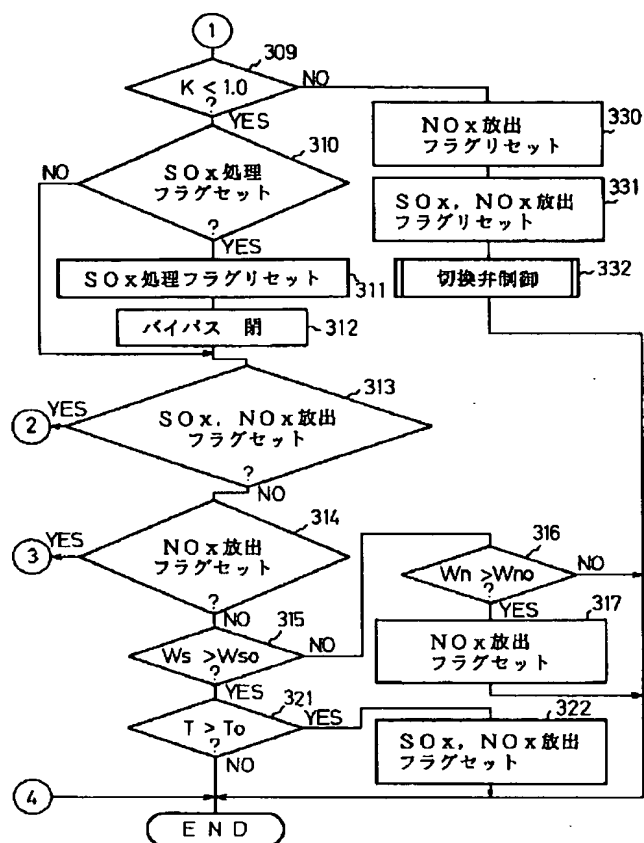 1
309
K < 1.0
?
NO
YES
310
NO
SOx処理
フラグセット
?
YES
SOx処理フラグリセット
311
バイパス 閉
312
330
NOx放出
フラグリセット
331
SOx, NOx放出
フラグリセット
切換弁制御
332
313
YES
2
SOx, NOx放出
フラグセット
?
NO
314
YES
3
NOx放出
フラグセット
?
NO
315
Ws >Wso
?
NO
YES
316
Wn >Wno
?
NO
YES
317
NOx放出
フラグセット
321
T > To
?
YES
NO
322
SOx, NOx放出
フラグセット
4
END